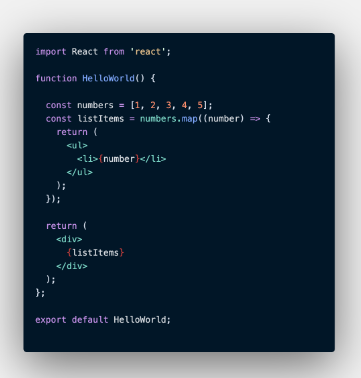 import React from 'react';
function HelloWorld() {
const numbers = [1, 2, 3, 4, 5];
const listItems = numbers.map((number) => {
return (
<ul>
<li>{number}</li>
</ul>
);
});
return (
<div>
{listItems}
</div>
);
};
export default HelloWorld;